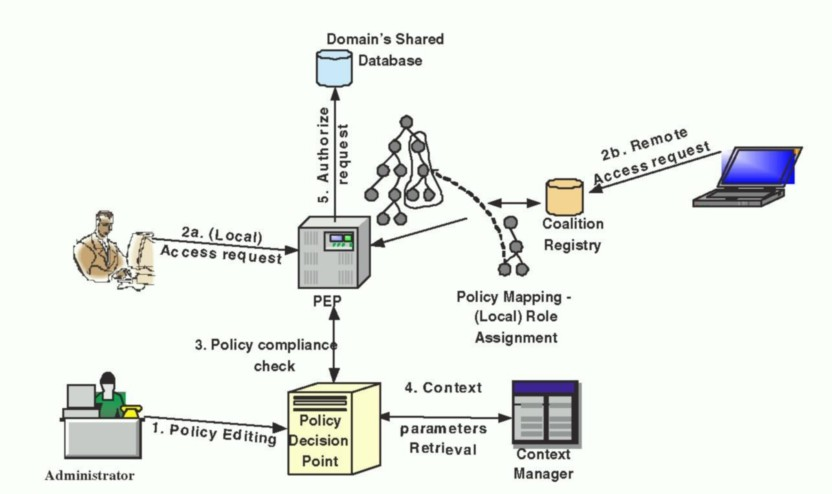 Domain's Shared
Database
5. Authorize
request
2b. Remote
Access request
Coalition
Registry
2a. (Local)
Access request
PEP
Policy Mapping -
(Local) Role
Assignment
3. Policy compliance
check
4. Context
parameters
Retrieval
1. Policy Editing
Policy
Decision
Point
Context
Manager
Administrator